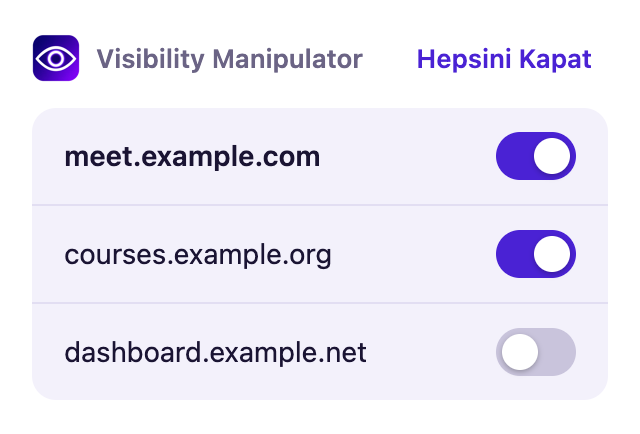 Visibility Manipulator Hepsini Kapat
meet.example.com
courses.example.org
dashboard.example.net